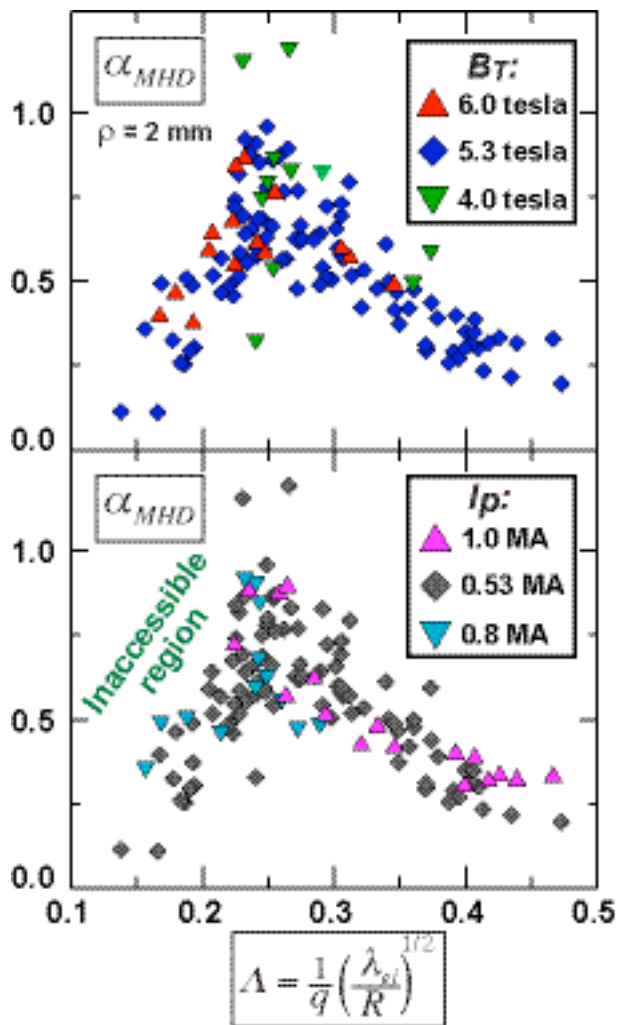 α_MHD
ρ = 2 mm
B_T:
6.0 tesla
5.3 tesla
4.0 tesla
1.0
0.5
0.0
α_MHD
I_p:
1.0 MA
0.53 MA
0.8 MA
Inaccessible
region
1.0
0.5
0.0
0.1 0.2 0.3 0.4 0.5
Λ = 1/q (λ_ei/R)^1/2